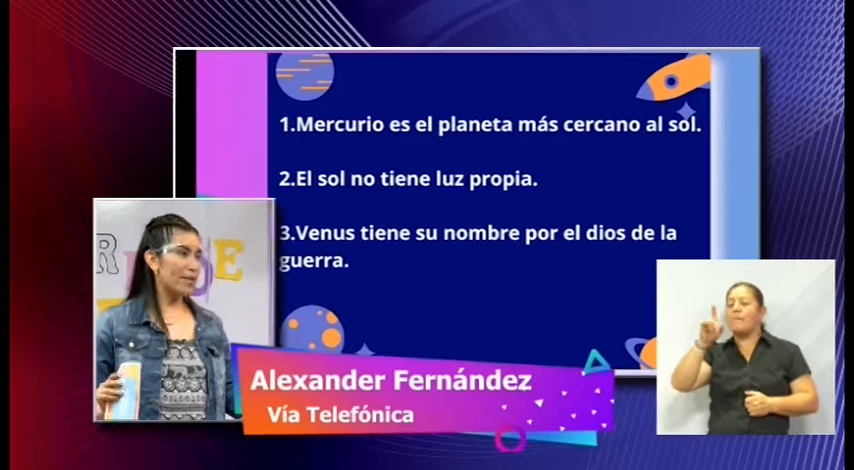 1.Mercurio es el planeta más cercano al sol.
2.El sol no tiene luz propia.
3.Venus tiene su nombre por el dios de la
guerra.
Alexander Fernández
Vía Telefónica